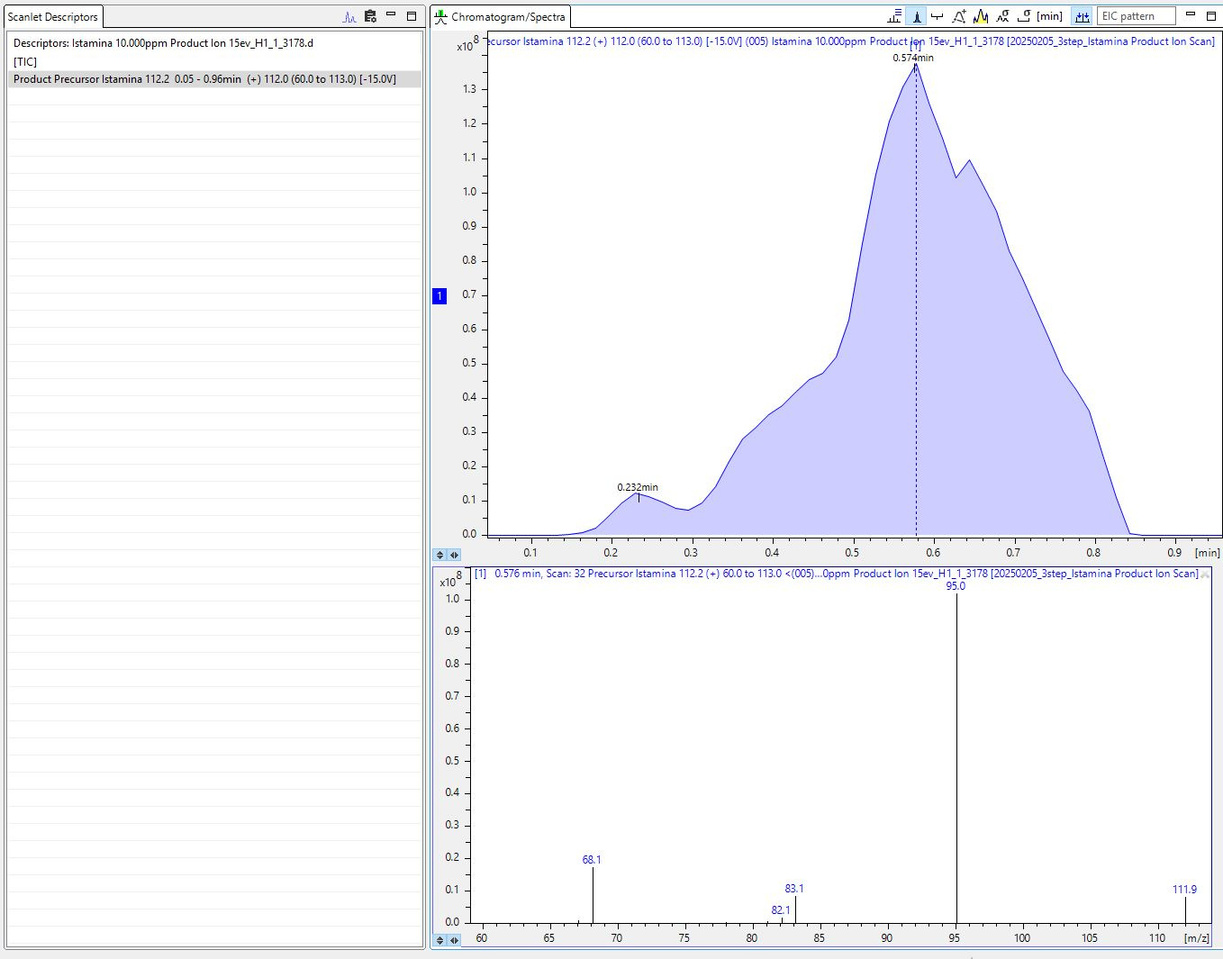 Scanlet Descriptors
Descriptors: Istamina 10.000ppm Product Ion 15ev_H1_1_3178.d
[TIC]
Product Precursor Istamina 112.2 0.05 - 0.96min (+) 112.0 (60.0 to 113.0) [-15.0V]
Chromatogram/Spectra
[min]
EIC pattern
x10⁸
:cursor Istamina 112.2 (+) 112.0 (60.0 to 113.0) [-15.0V] (005) Istamina 10.000ppm Product Ion 15ev_H1_1_3178 [20250205_3step_Istamina Product Ion Scan]
[1]
0.574min
1.3
1.2
1.1
1.0
0.9
0.8
0.7
0.6
0.5
0.4
0.3
0.2
0.1
0.0
1
0.232min
0.1 0.2 0.3 0.4 0.5 0.6 0.7 0.8 0.9 [min]
x10⁸
[1] 0.576 min, Scan: 32 Precursor Istamina 112.2 (+) 60.0 to 113.0 <(005)...0ppm Product Ion 15ev_H1_1_3178 [20250205_3step_Istamina Product Ion Scan]
95.0
1.0
0.9
0.8
0.7
0.6
0.5
0.4
0.3
0.2
0.1
0.0
68.1
82.1
83.1
111.9
60 65 70 75 80 85 90 95 100 105 110 [m/z]